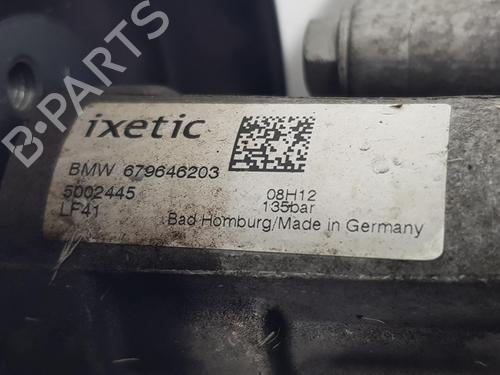 B-PARTS
ixetic
BMW 679646203
5002445 08H12
LF41 135bar
Bad Homburg/Made in Germany